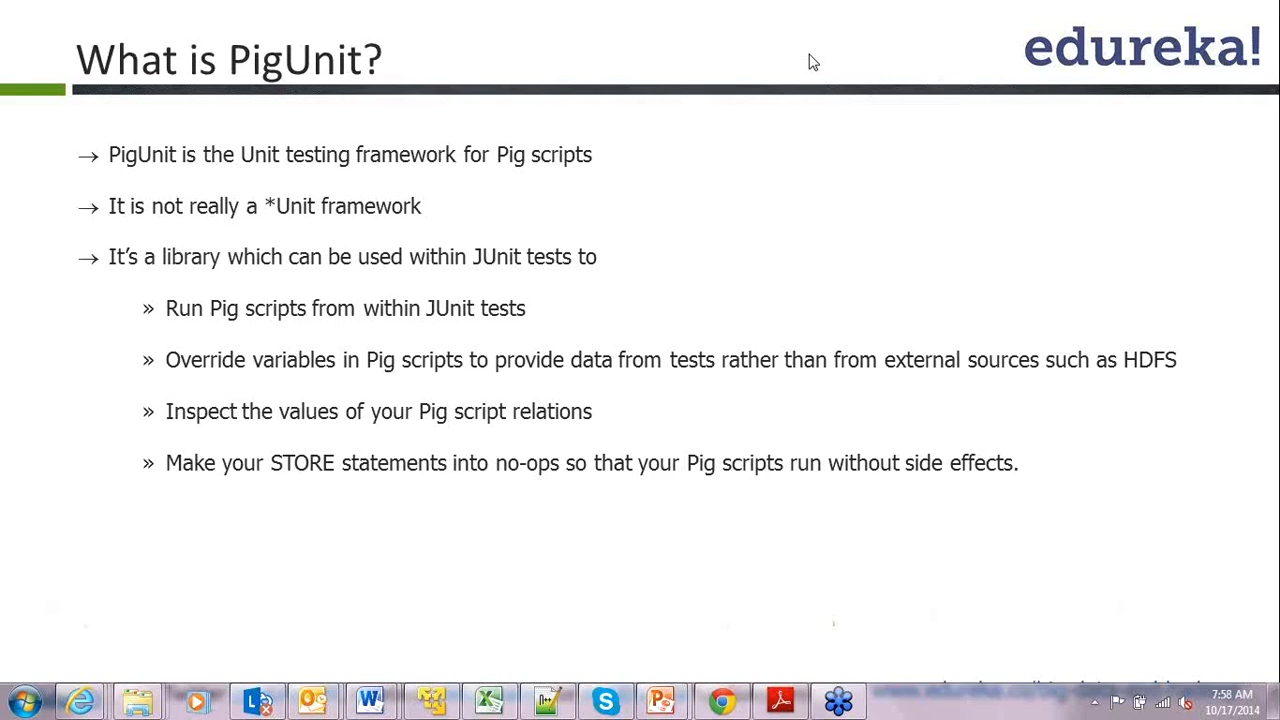 What is PigUnit?
edureka!
→ PigUnit is the Unit testing framework for Pig scripts
→ It is not really a *Unit framework
→ It’s a library which can be used within JUnit tests to
» Run Pig scripts from within JUnit tests
» Override variables in Pig scripts to provide data from tests rather than from external sources such as HDFS
» Inspect the values of your Pig script relations
» Make your STORE statements into no-ops so that your Pig scripts run without side effects.
7:58 AM
10/17/2014